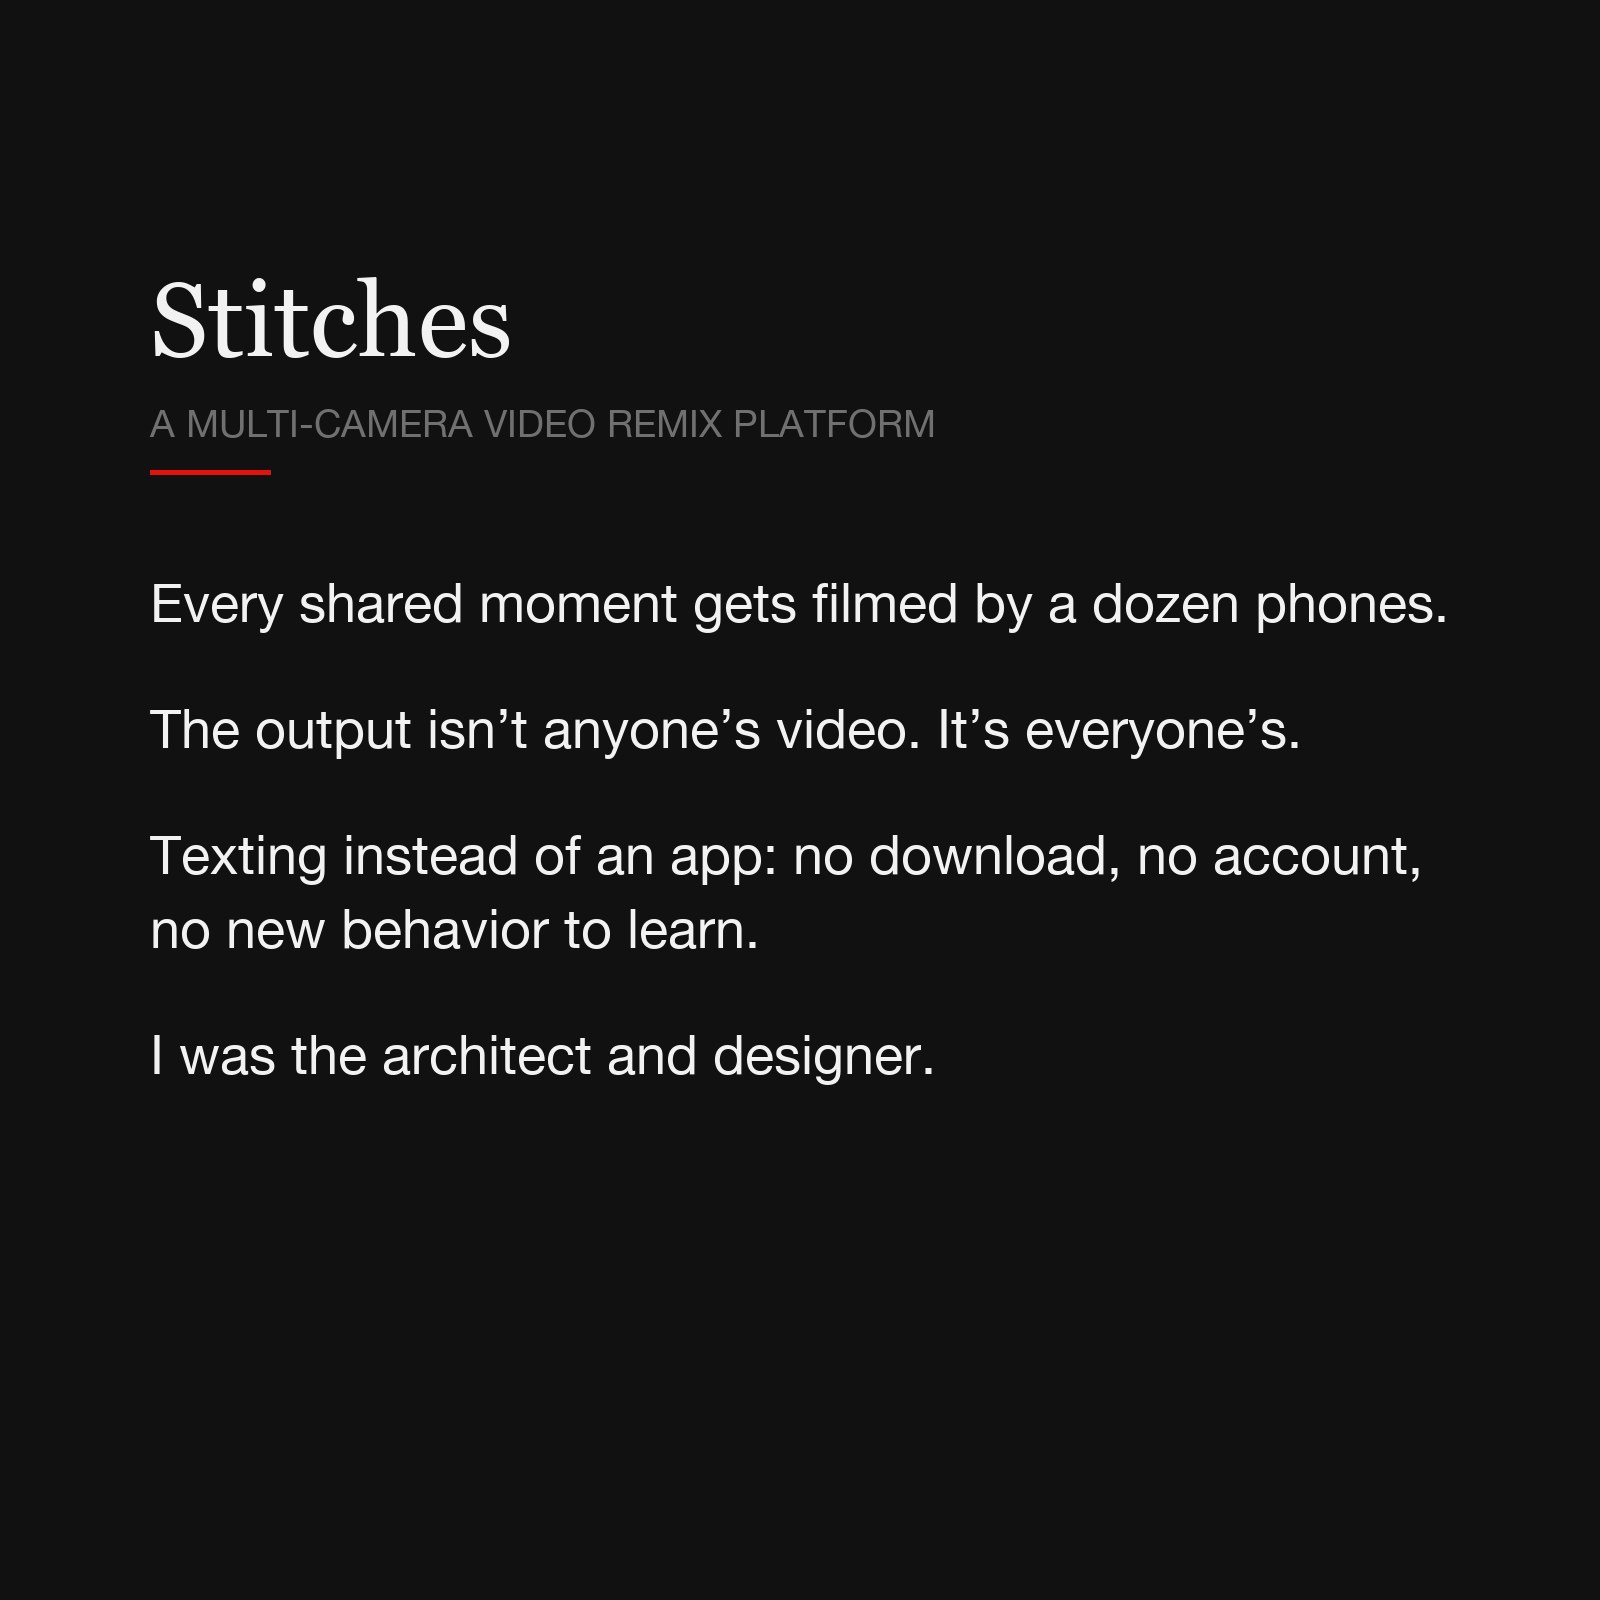 Stitches
A MULTI-CAMERA VIDEO REMIX PLATFORM
Every shared moment gets filmed by a dozen phones.
The output isn’t anyone’s video. It’s everyone’s.
Texting instead of an app: no download, no account,
no new behavior to learn.
I was the architect and designer.